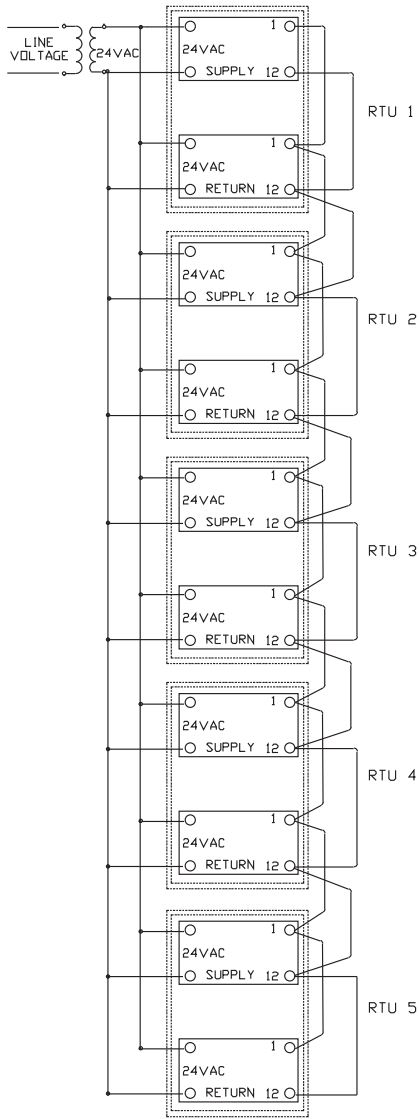 LINE
VOLTAGE
24VAC
1
24VAC
SUPPLY 12
1
24VAC
RETURN 12
RTU 1
1
24VAC
SUPPLY 12
1
24VAC
RETURN 12
RTU 2
1
24VAC
SUPPLY 12
1
24VAC
RETURN 12
RTU 3
1
24VAC
SUPPLY 12
1
24VAC
RETURN 12
RTU 4
1
24VAC
SUPPLY 12
1
24VAC
RETURN 12
RTU 5